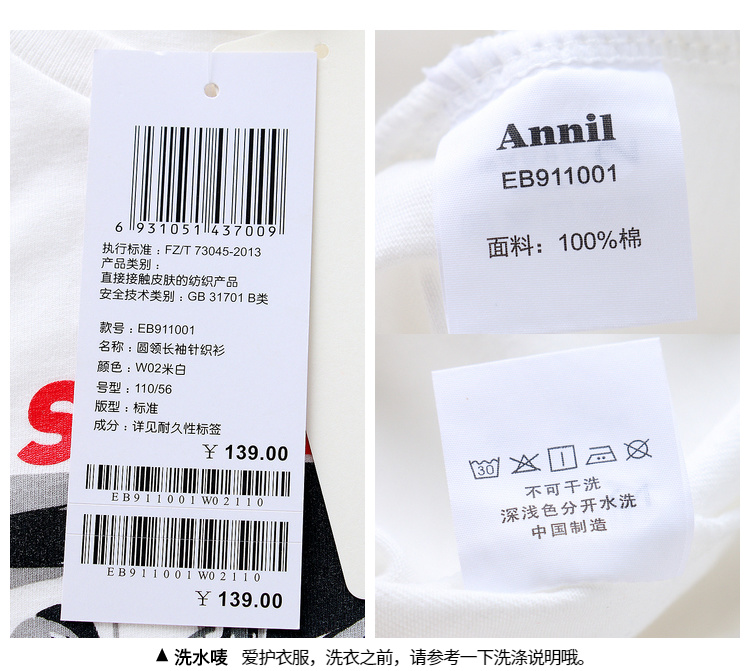 6 931051 437009
执行标准：FZ/T 73045-2013
产品类别：
直接接触皮肤的纺织产品
安全技术类别：GB 31701 B类
款号：EB911001
名称：圆领长袖针织衫
颜色：W02米白
号型：110/56
版型：标准
成分：详见耐久性标签
￥ 139.00
EB911001W02110
EB911001W02110
￥ 139.00
Annil
EB911001
面料：100%棉
30
不可干洗
深浅色分开水洗
中国制造
▲ 洗水唛 爱护衣服，洗衣之前，请参考一下洗涤说明哦。